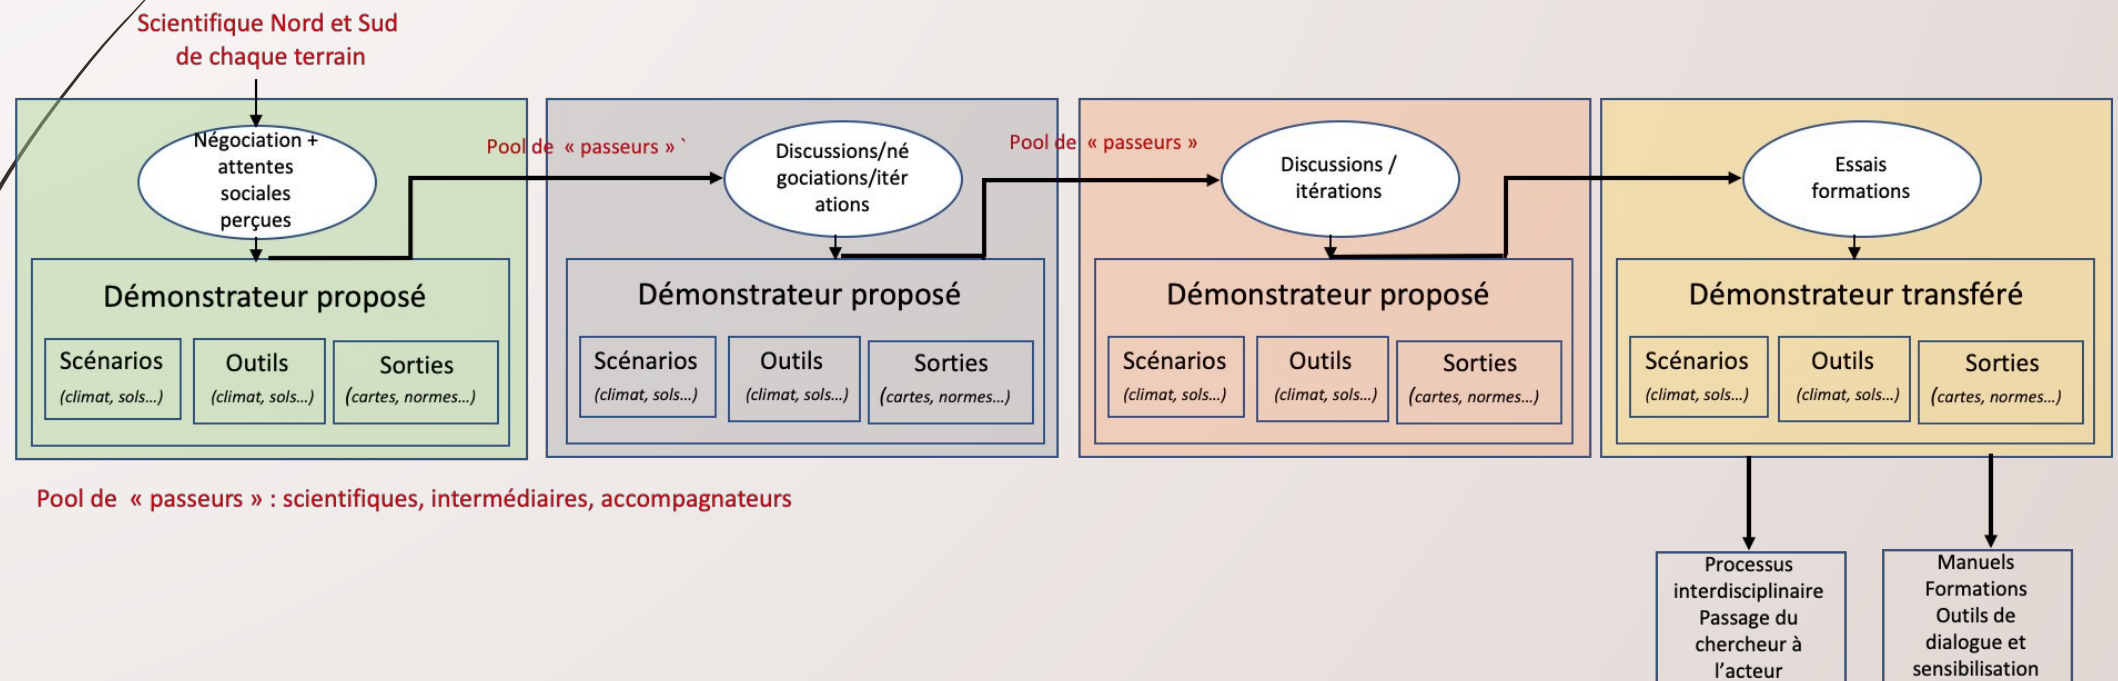 Scientifique Nord et Sud
de chaque terrain
Négociation +
attentes
sociales
perçues
Démonstrateur proposé
Scénarios
(climat, sols…)
Outils
(climat, sols…)
Sorties
(cartes, normes…)
Pool de « passeurs » `
Discussions/né
gociations/itér
ations
Démonstrateur proposé
Scénarios
(climat, sols…)
Outils
(climat, sols…)
Sorties
(cartes, normes…)
Pool de « passeurs »
Discussions /
itérations
Démonstrateur proposé
Scénarios
(climat, sols…)
Outils
(climat, sols…)
Sorties
(cartes, normes…)
Essais
formations
Démonstrateur transféré
Scénarios
(climat, sols…)
Outils
(climat, sols…)
Sorties
(cartes, normes…)
Pool de « passeurs » : scientifiques, intermédiaires, accompagnateurs
Processus
interdisciplinaire
Passage du
chercheur à
l’acteur
Manuels
Formations
Outils de
dialogue et
sensibilisation